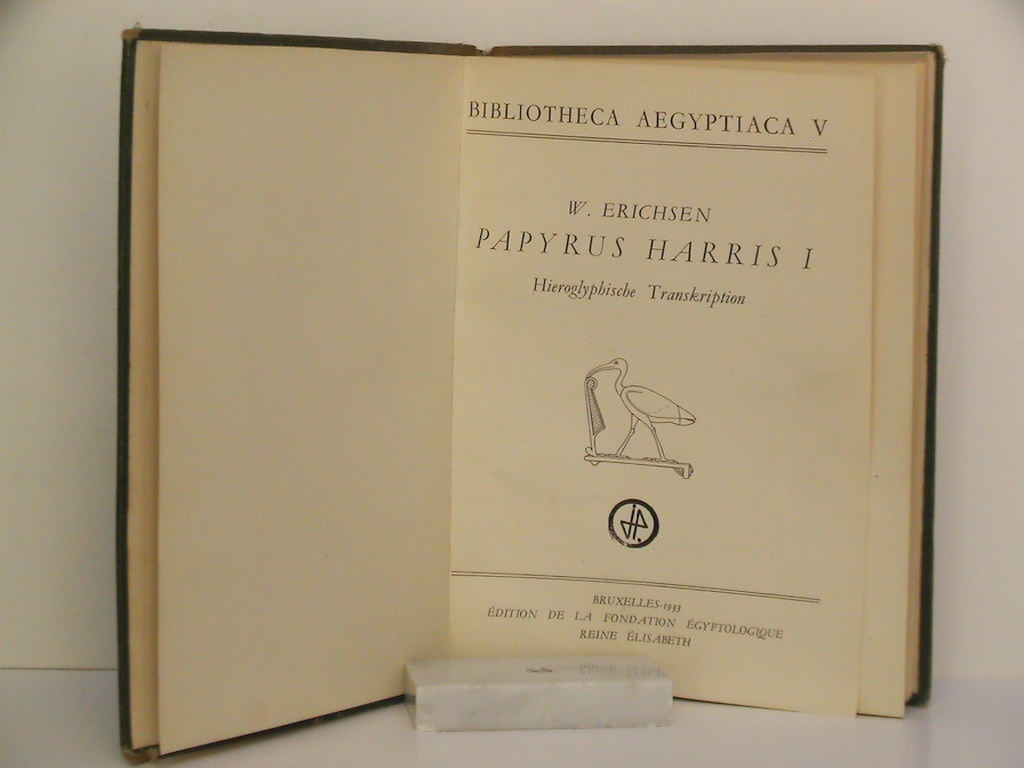 BIBLIOTHECA AEGYPTIACA V
W. ERICHSEN
PAPYRUS HARRIS I
Hieroglyphische Transkription
BRUXELLES-1933
ÉDITION DE LA FONDATION ÉGYPTOLOGIQUE
REINE ÉLISABETH